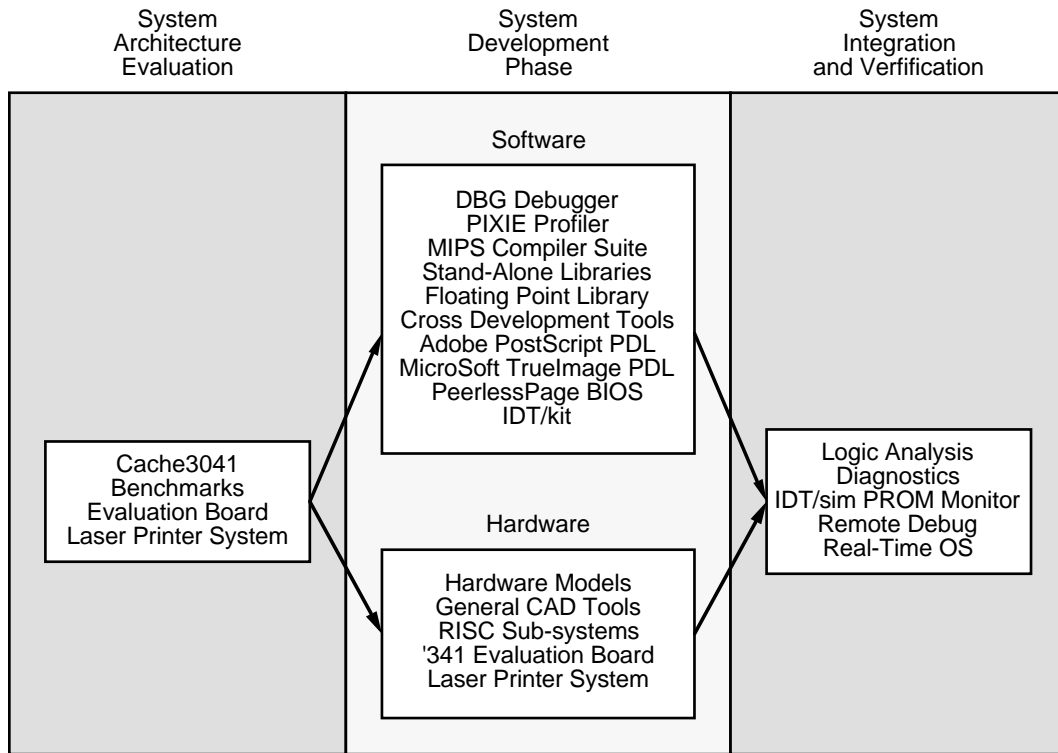 System
Architecture
Evaluation
System
Development
Phase
System
Integration
and Verfification
Software
DBG Debugger
PIXIE Profiler
MIPS Compiler Suite
Stand-Alone Libraries
Floating Point Library
Cross Development Tools
Adobe PostScript PDL
MicroSoft TrueImage PDL
PeerlessPage BIOS
IDT/kit
Cache3041
Benchmarks
Evaluation Board
Laser Printer System
Hardware
Hardware Models
General CAD Tools
RISC Sub-systems
'341 Evaluation Board
Laser Printer System
Logic Analysis
Diagnostics
IDT/sim PROM Monitor
Remote Debug
Real-Time OS